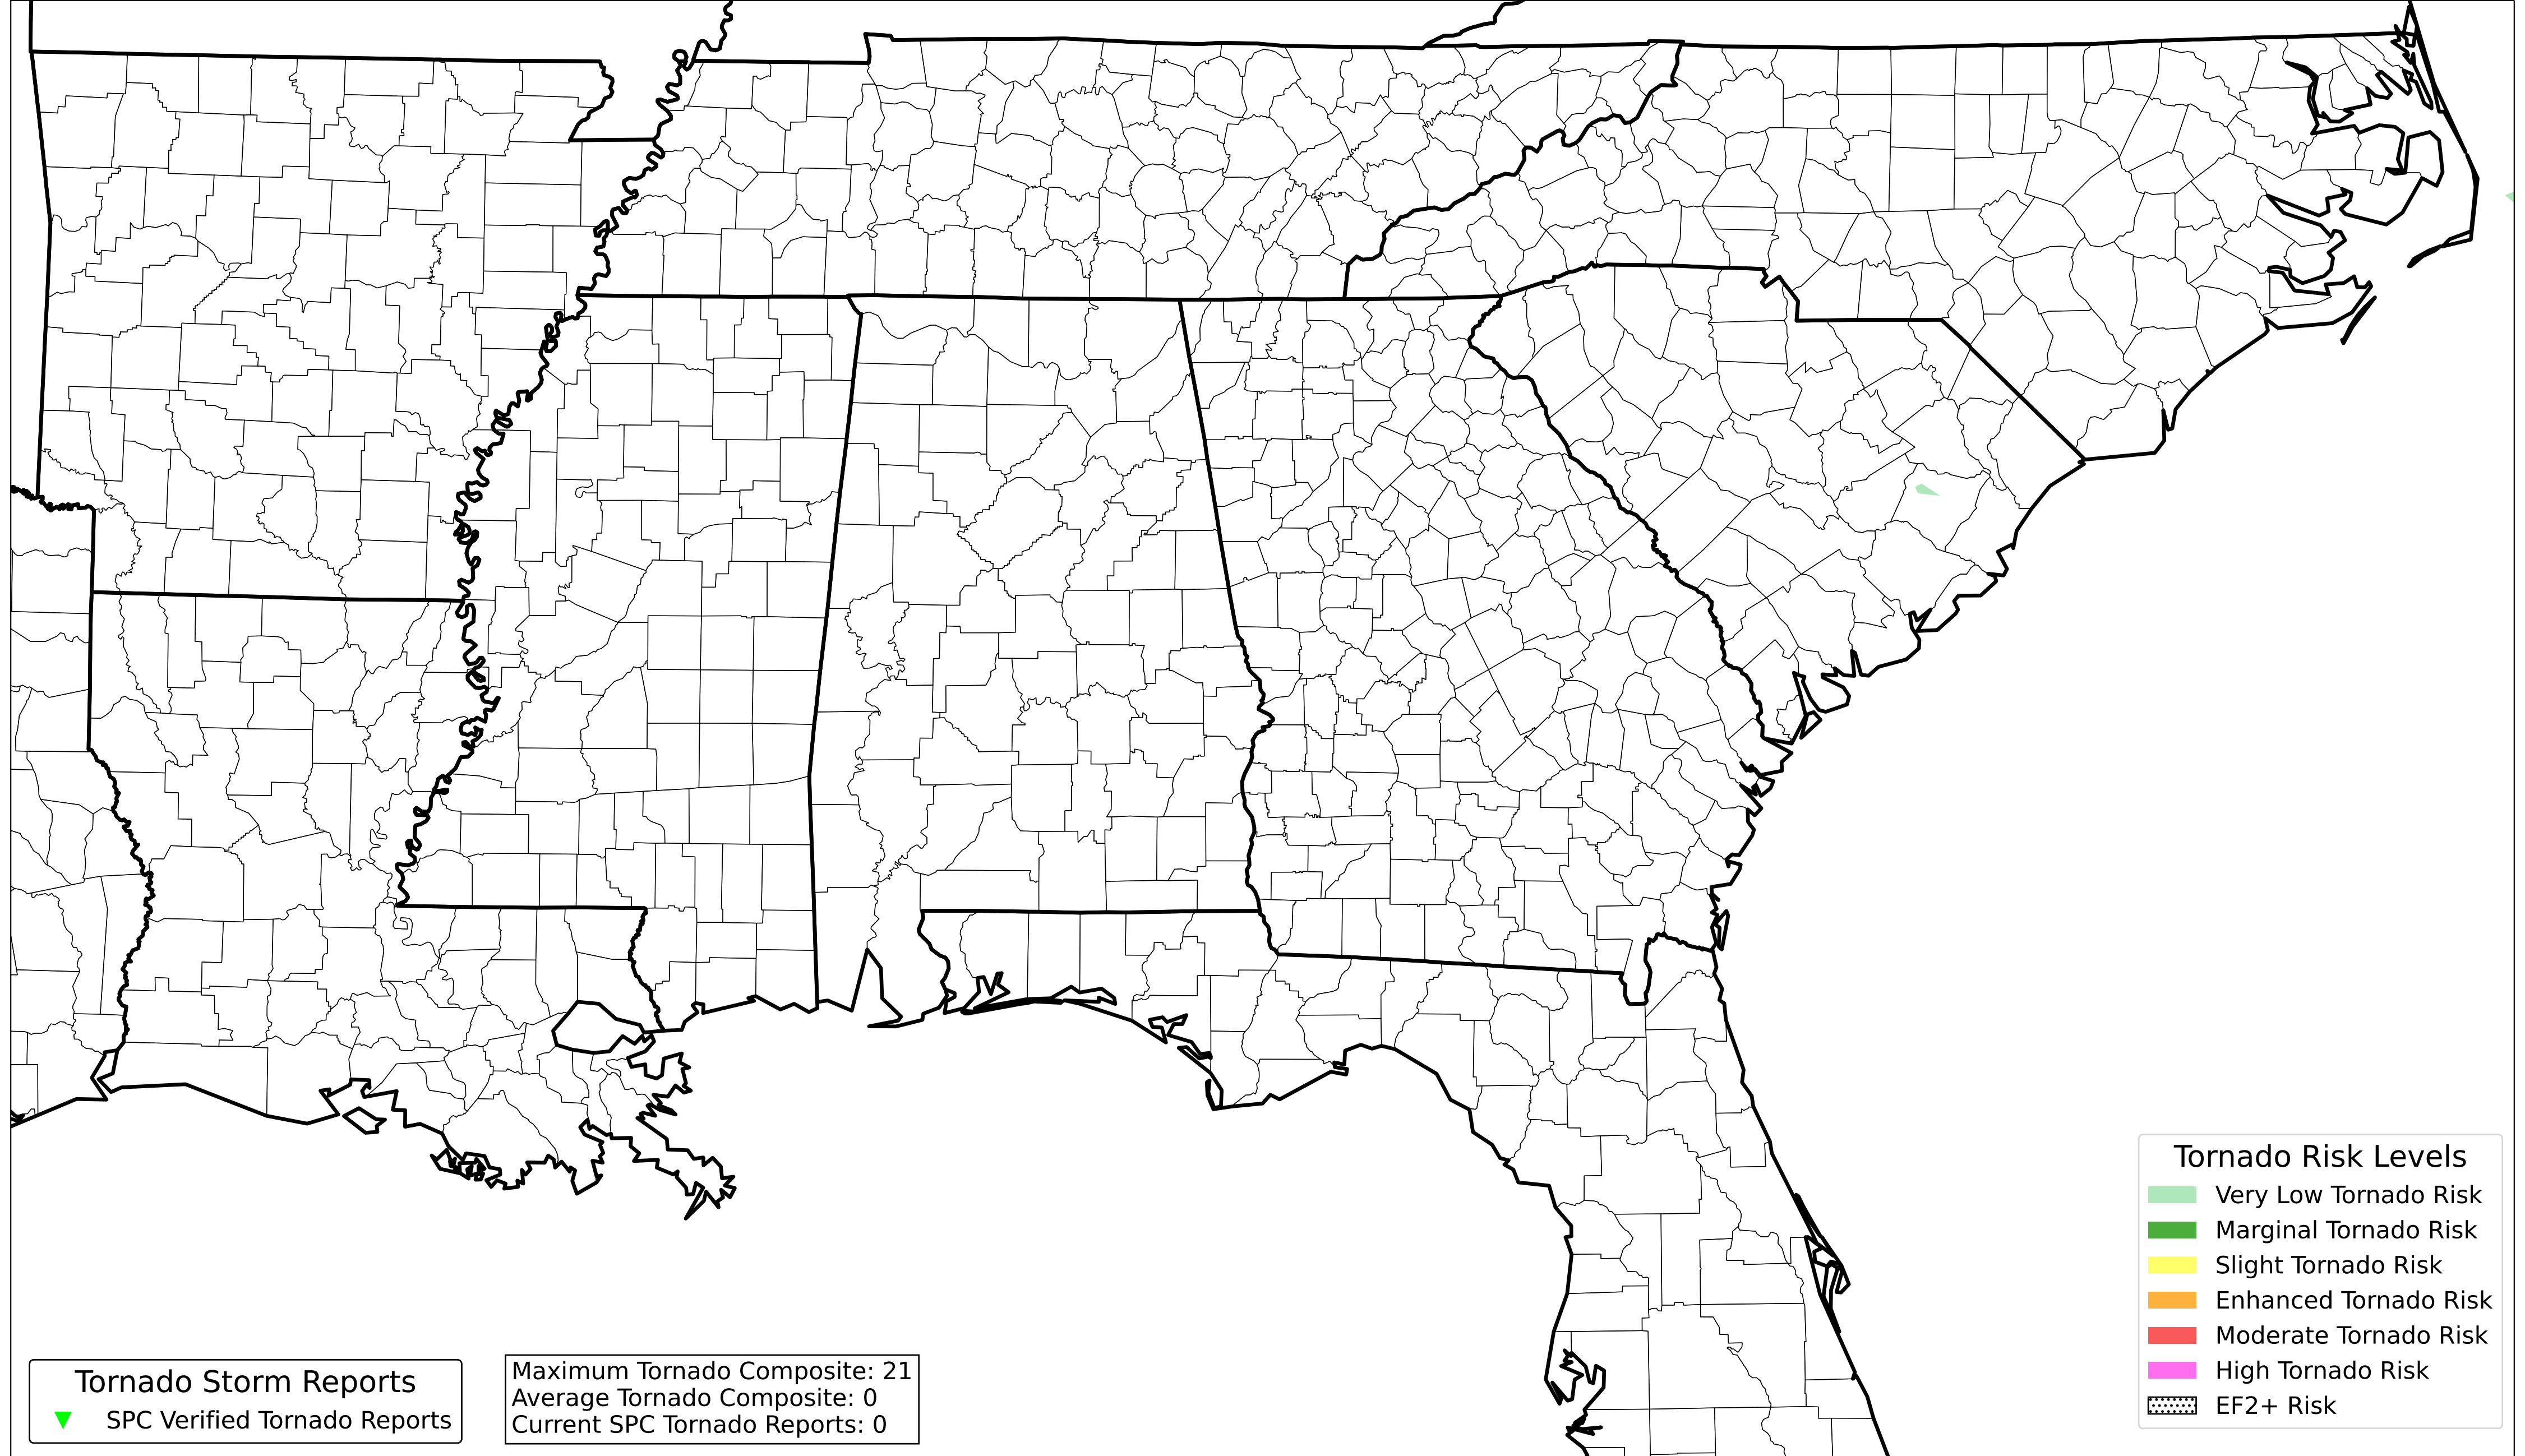 Tornado Risk Levels
Very Low Tornado Risk
Marginal Tornado Risk
Slight Tornado Risk
Enhanced Tornado Risk
Moderate Tornado Risk
High Tornado Risk
EF2+ Risk
Tornado Storm Reports
SPC Verified Tornado Reports
Maximum Tornado Composite: 21
Average Tornado Composite: 0
Current SPC Tornado Reports: 0